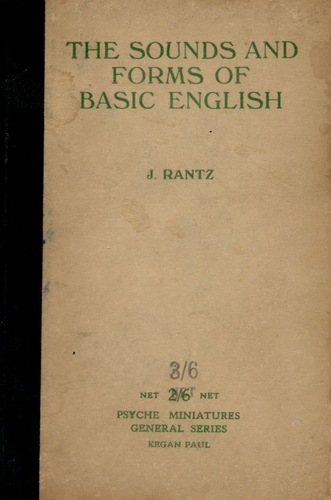 THE SOUNDS AND
FORMS OF
BASIC ENGLISH
J. RANTZ
3/6
NET 2/6 NET
PSYCHE MINIATURES
GENERAL SERIES
KEGAN PAUL